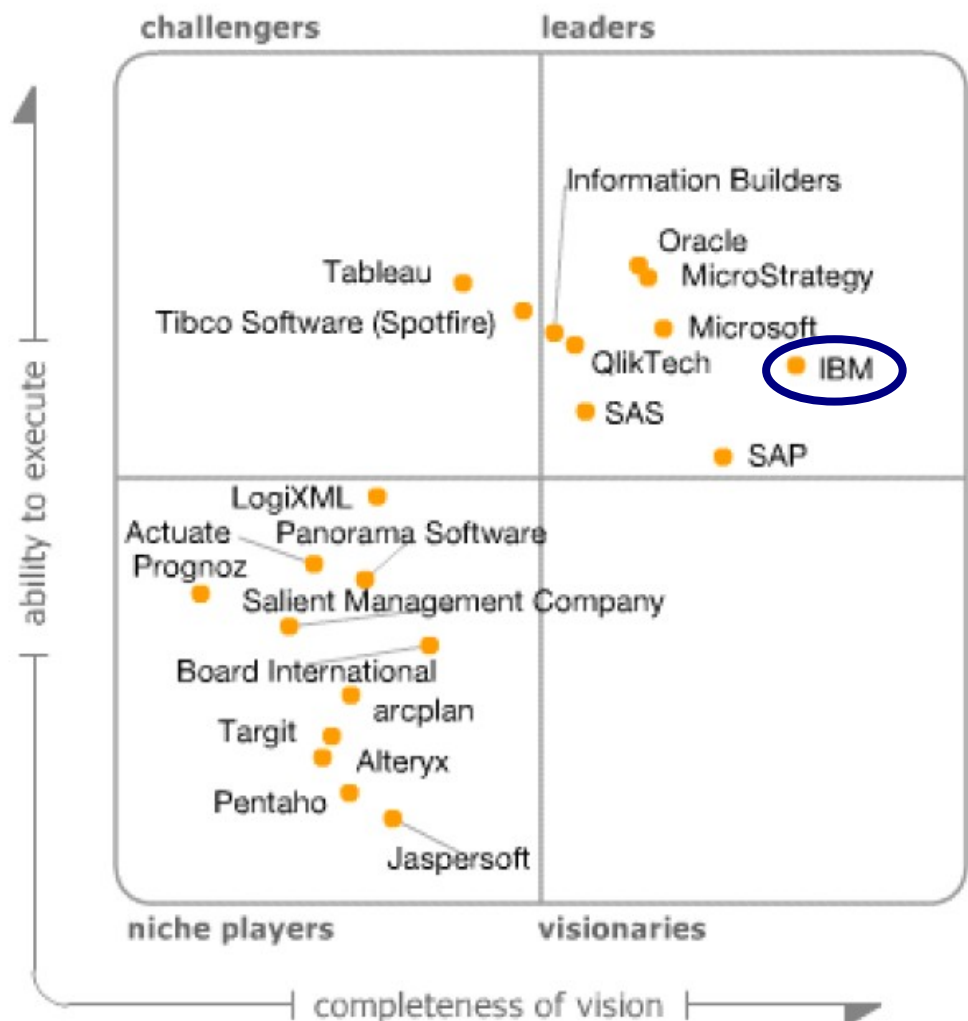 challengers
leaders
Information Builders
Oracle
Tableau
MicroStrategy
Tibco Software (Spotfire)
Microsoft
QlikTech
IBM
SAS
SAP
ability to execute
LogiXML
Actuate
Panorama Software
Prognoz
Salient Management Company
Board International
arcplan
Targit
Alteryx
Pentaho
Jaspersoft
niche players
visionaries
completeness of vision